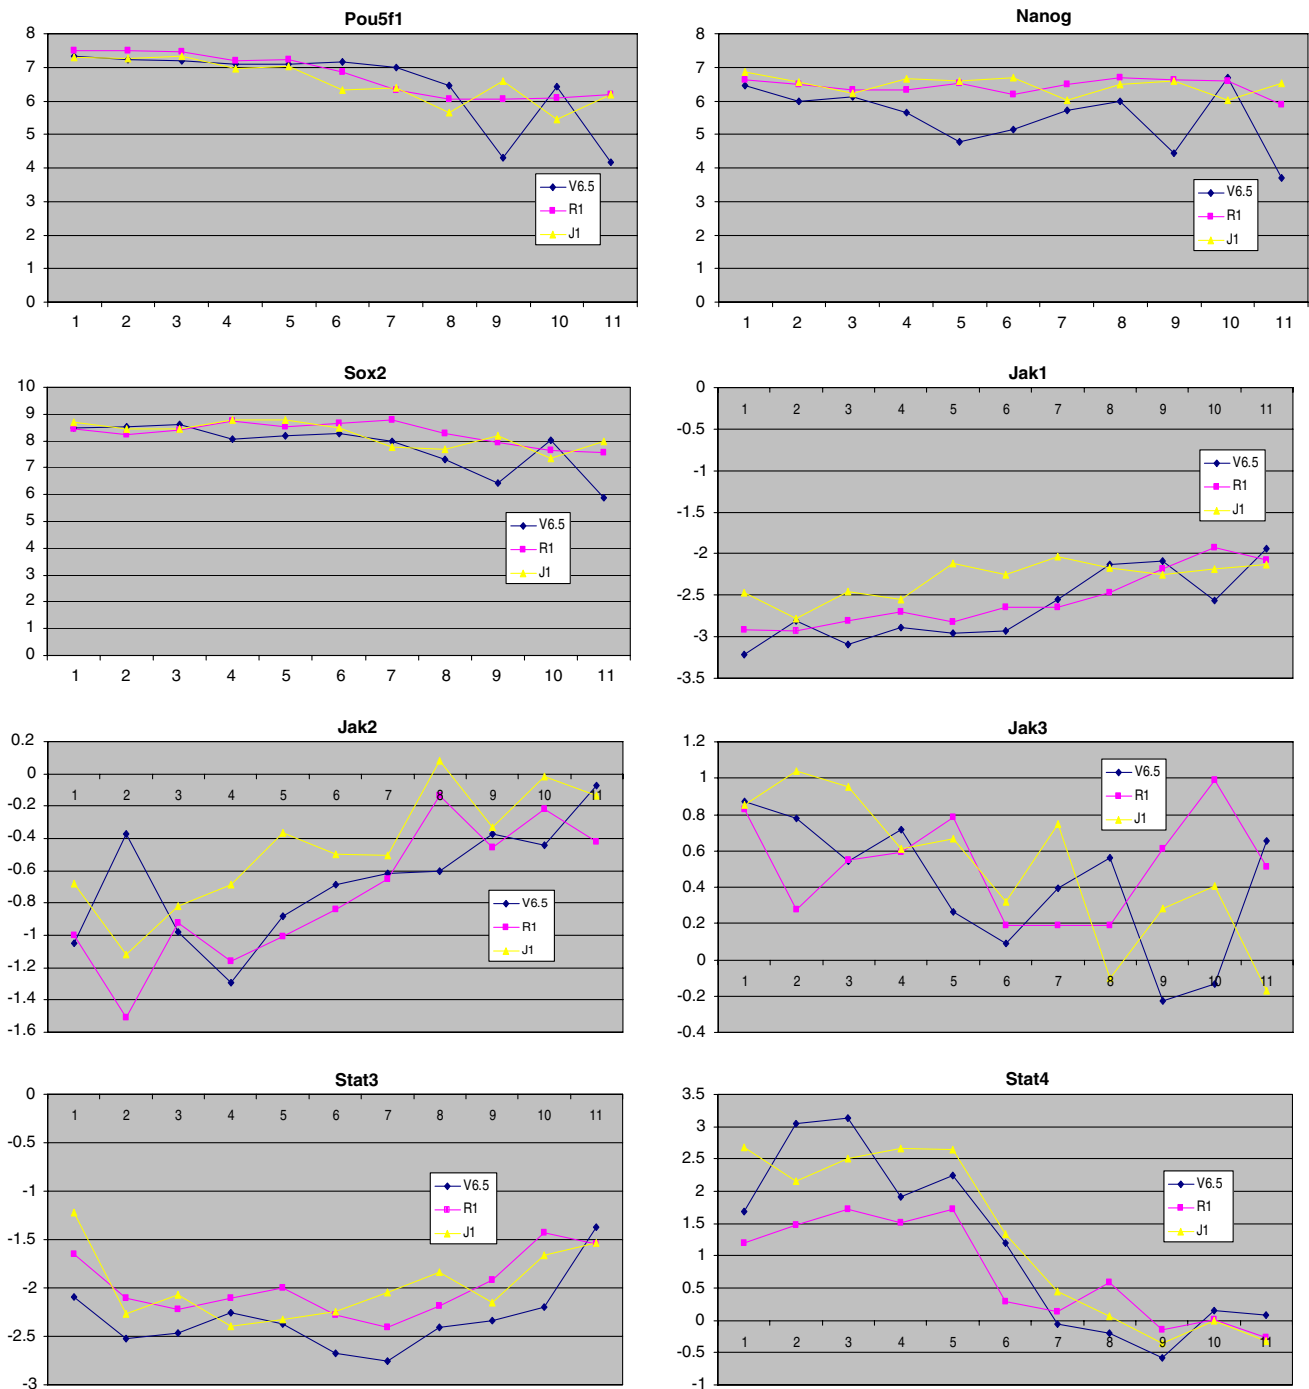 Pou5f1
8
7
6
5
4
3
2
1
0
1 2 3 4 5 6 7 8 9 10 11
V6.5
R1
J1
Nanog
8
7
6
5
4
3
2
1
0
1 2 3 4 5 6 7 8 9 10 11
V6.5
R1
J1
Sox2
10
9
8
7
6
5
4
3
2
1
0
1 2 3 4 5 6 7 8 9 10 11
V6.5
R1
J1
Jak1
0
1 2 3 4 5 6 7 8 9 10 11
-0.5
-1
-1.5
-2
-2.5
-3
-3.5
V6.5
R1
J1
Jak2
0.2
0
1 2 3 4 5 6 7 8 9 10 11
-0.2
-0.4
-0.6
-0.8
-1
-1.2
-1.4
-1.6
V6.5
R1
J1
Jak3
1.2
1
0.8
0.6
0.4
0.2
0
1 2 3 4 5 6 7 8 9 10 11
-0.2
-0.4
V6.5
R1
J1
Stat3
0
1 2 3 4 5 6 7 8 9 10 11
-0.5
-1
-1.5
-2
-2.5
-3
V6.5
R1
J1
Stat4
3.5
3
2.5
2
1.5
1
0.5
0
1 2 3 4 5 6 7 8 9 10 11
-0.5
-1
V6.5
R1
J1